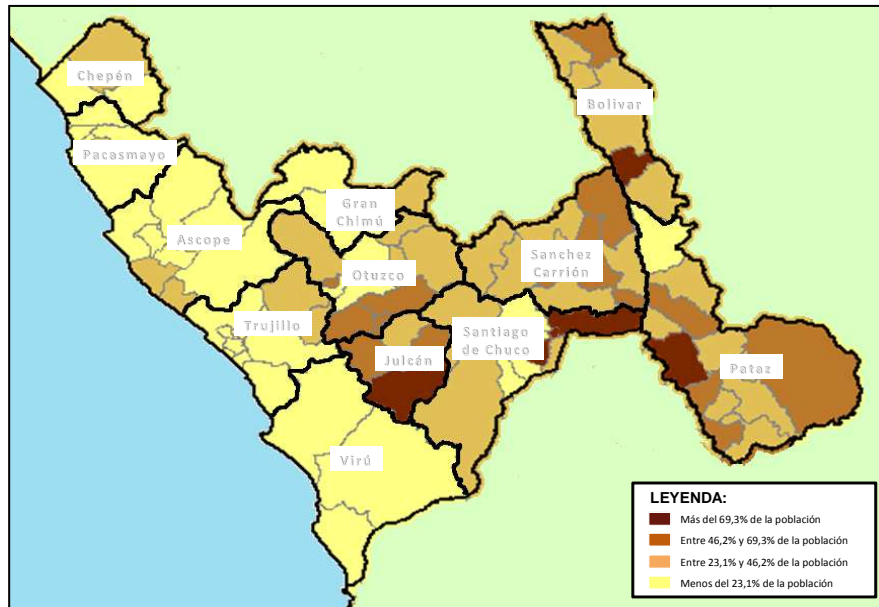 Chepén
Bolivar
Pacasmayo
Gran
Chimú
Ascope
Sanchez
Carrión
Otuzco
Trujillo
Santiago
de Chuco
Julcán
Pataz
Virú
LEYENDA:
Más del 69,3% de la población
Entre 46,2% y 69,3% de la población
Entre 23,1% y 46,2% de la población
Menos del 23,1% de la población